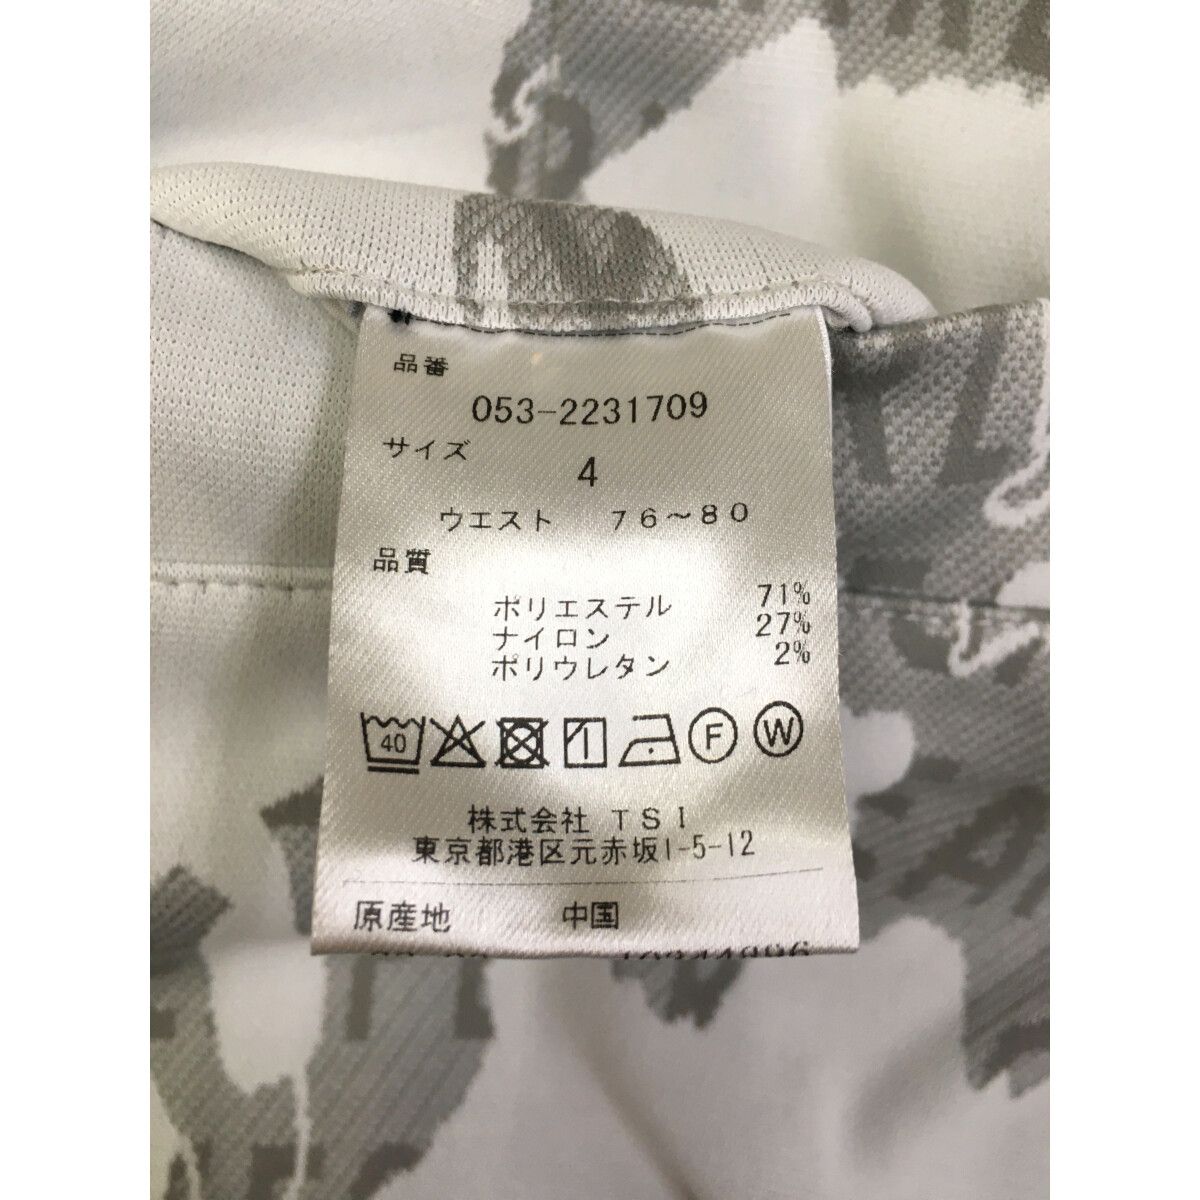 品番
053-2231709
サイズ
4
ウエスト 76～80
品質
ポリエステル 71%
ナイロン 27%
ポリウレタン 2%
40 F W
株式会社 TSI
東京都港区元赤坂1-5-12
原産地 中国